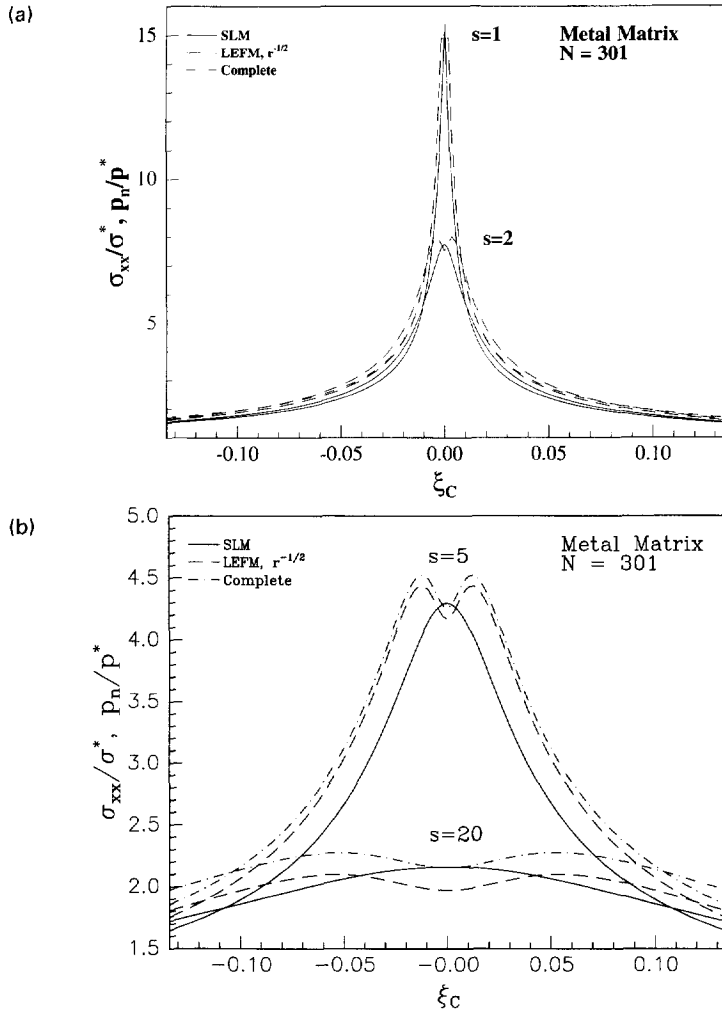 (a)
15
10
5
σxx/σ*, pn/p*
SLM
LEFM, r-1/2
Complete
s=1
s=2
Metal Matrix
N = 301
-0.10
-0.05
0.00
0.05
0.10
ξC
(b)
5.0
4.5
4.0
3.5
3.0
2.5
2.0
1.5
σxx/σ*, pn/p*
SLM
LEFM, r−1/2
Complete
s=5
s=20
Metal Matrix
N = 301
−0.10
−0.05
−0.00
0.05
0.10
ξC